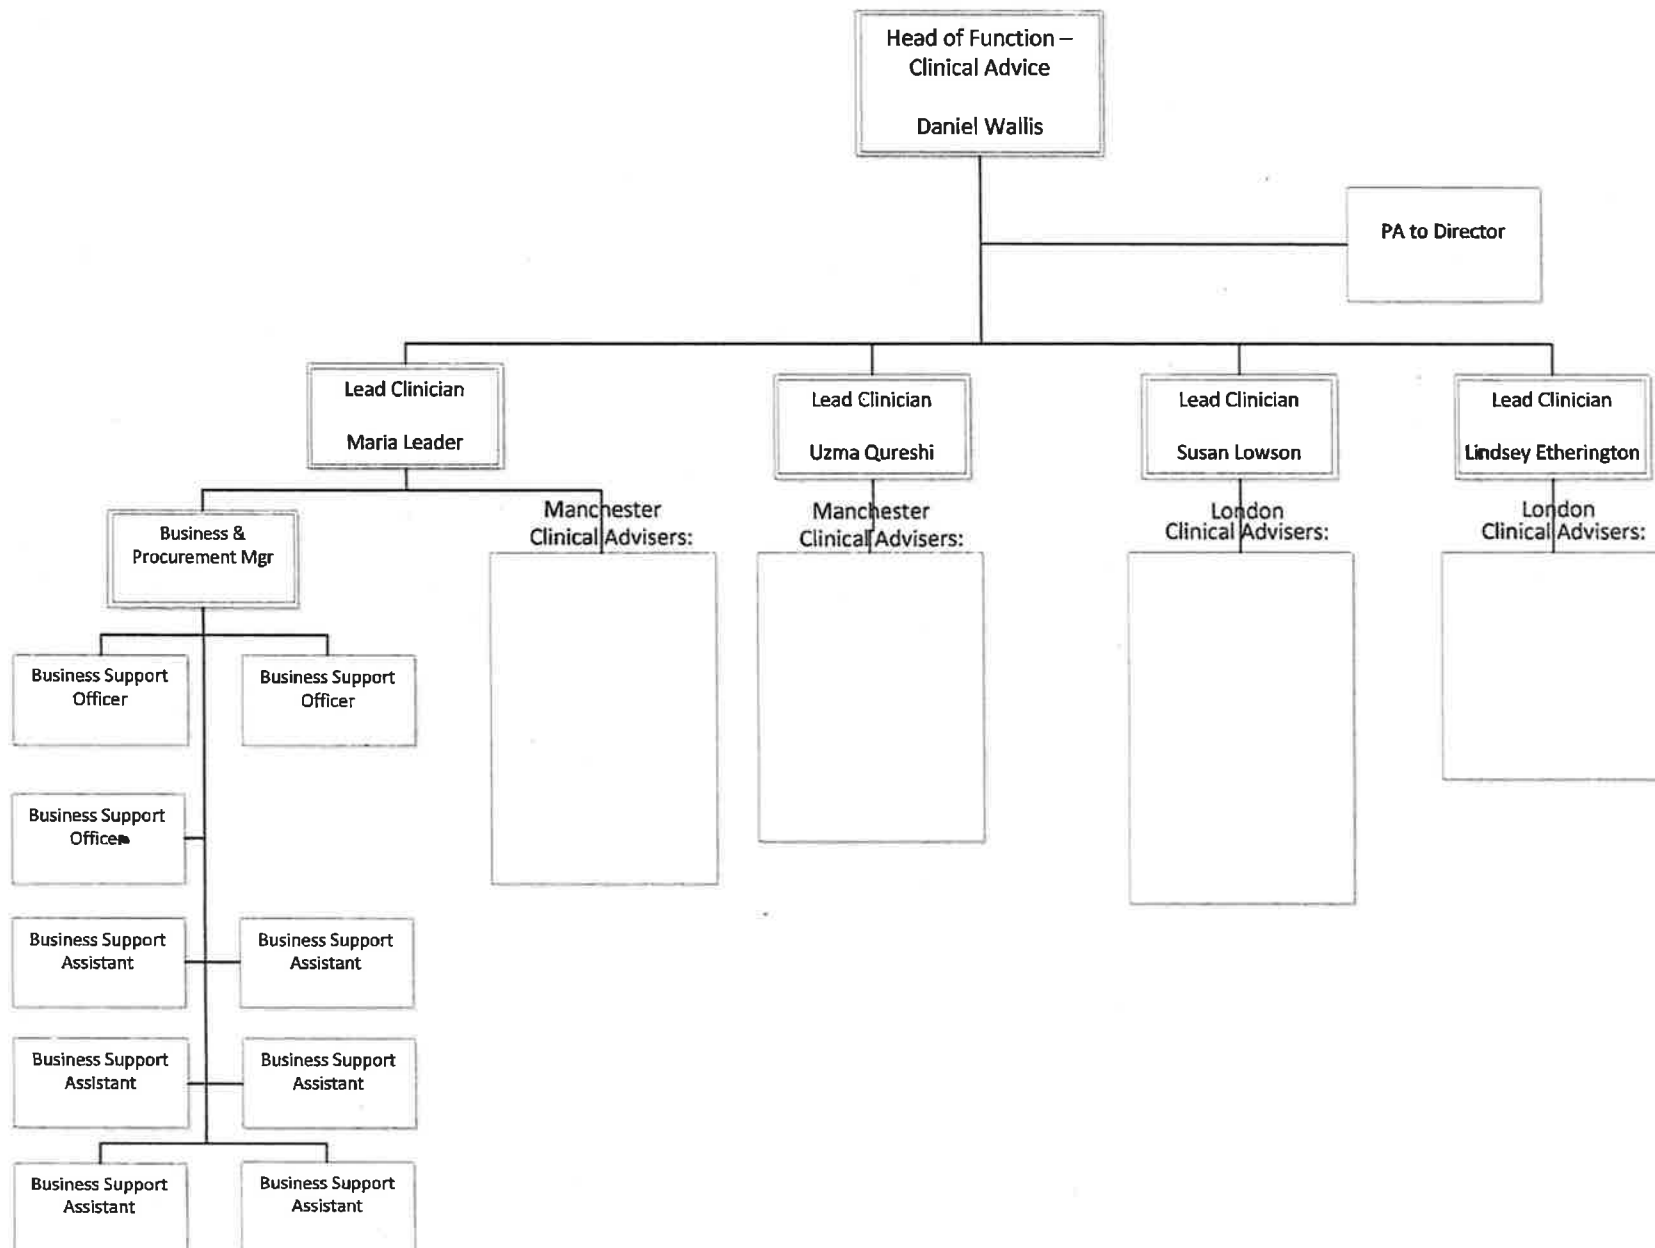 Head of Function –
Clinical Advice
Daniel Wallis
PA to Director
Lead Clinician
Maria Leader
Lead Clinician
Uzma Qureshi
Lead Clinician
Susan Lowson
Lead Clinician
Lindsey Etherington
Business &
Procurement Mgr
Manchester
Clinical Advisers:
Manchester
Clinical Advisers:
London
Clinical Advisers:
London
Clinical Advisers:
Business Support
Officer
Business Support
Officer
Business Support
Officer
Business Support
Assistant
Business Support
Assistant
Business Support
Assistant
Business Support
Assistant
Business Support
Assistant
Business Support
Assistant